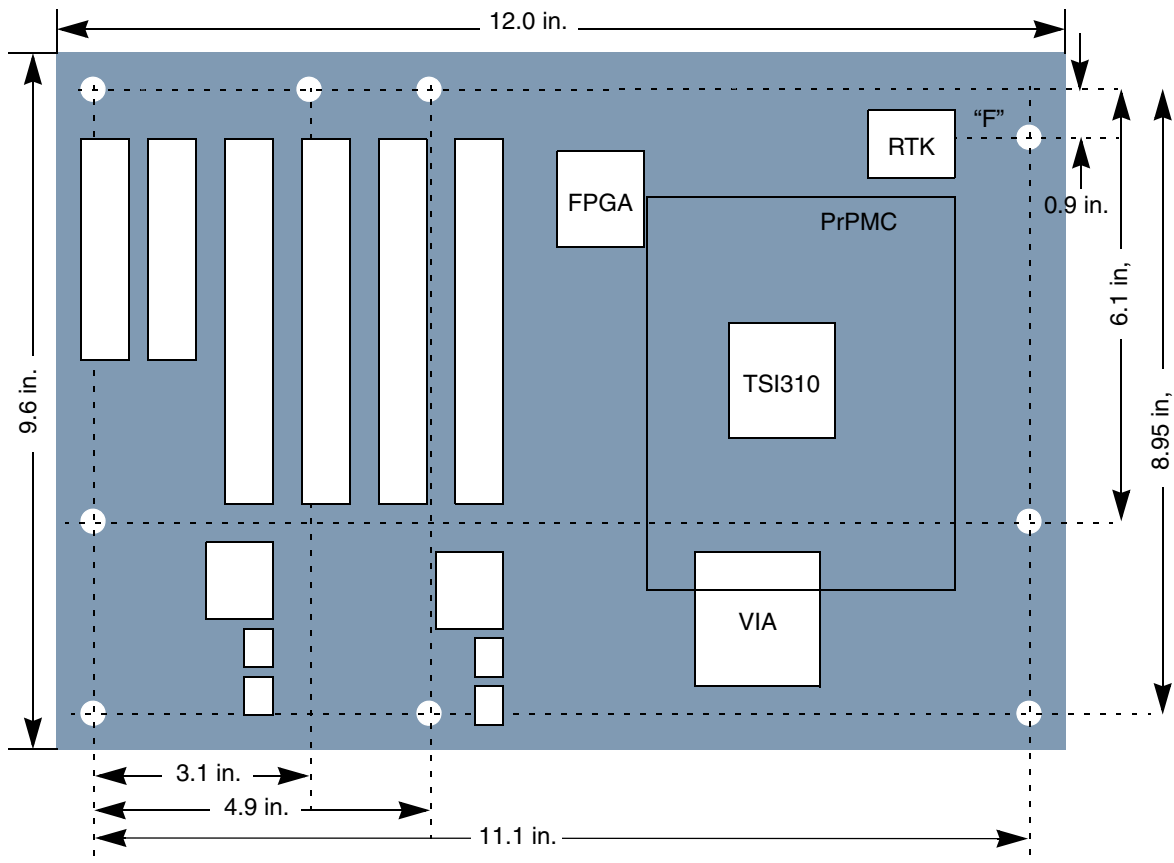 12.0 in.
“F”
RTK
FPGA
0.9 in.
PrPMC
6.1 in,
9.6 in.
TSI310
8.95 in,
VIA
3.1 in.
4.9 in.
11.1 in.